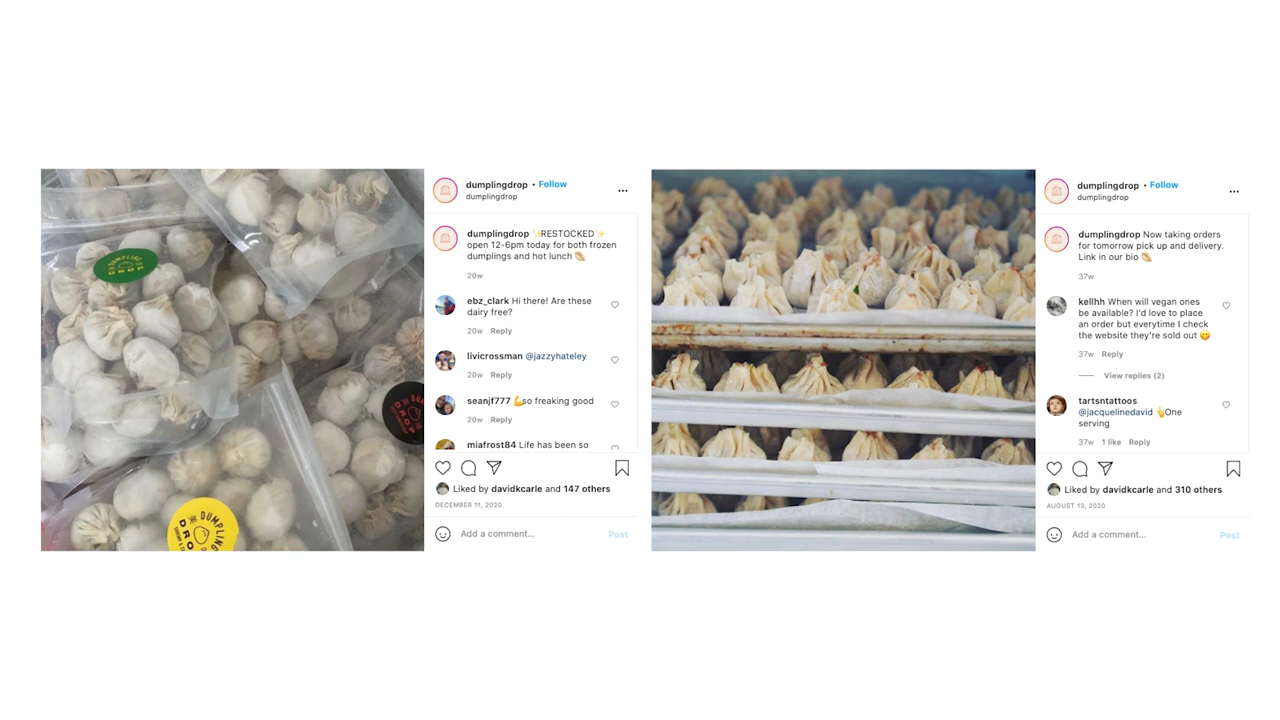 DUMPLING
DROP
DUMPLING
DROP
dumplingdrop • Follow
dumplingdrop
dumplingdrop ✨RESTOCKED✨
open 12-6pm today for both frozen
dumplings and hot lunch 🥟
20w
ebz_clark Hi there! Are these
dairy free?
20w Reply
livicrossman @jazzyhateley
20w Reply
seanjf777 💪so freaking good
20w Reply
miafrost84 Life has been so
Liked by davidkcarle and 147 others
DECEMBER 11, 2020
Add a comment... Post
dumplingdrop • Follow
dumplingdrop
dumplingdrop Now taking orders
for tomorrow pick up and delivery.
Link in our bio 🥟
37w
kellhh When will vegan ones
be available? I'd love to place
an order but everytime I check
the website they're sold out 😋
37w Reply
View replies (2)
tartsntattoos
@jacquelinedavid 👆One
serving
37w 1 like Reply
Liked by davidkcarle and 310 others
AUGUST 13, 2020
Add a comment... Post